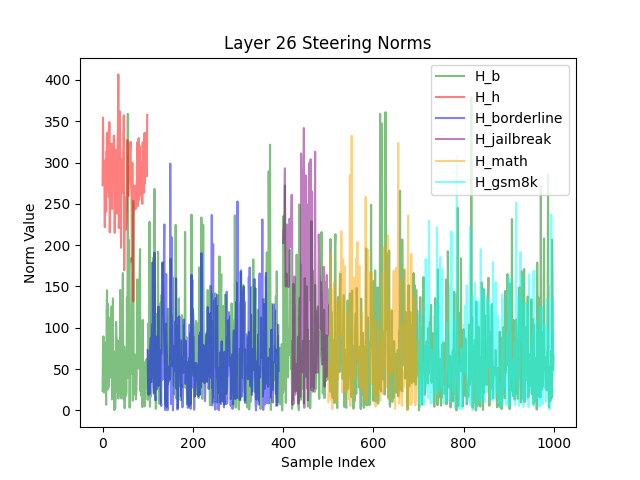 Layer 26 Steering Norms
400
350
300
250
200
150
100
50
0
Norm Value
0
200
400
600
800
1000
Sample Index
H_b
H_h
H_borderline
H_jailbreak
H_math
H_gsm8k